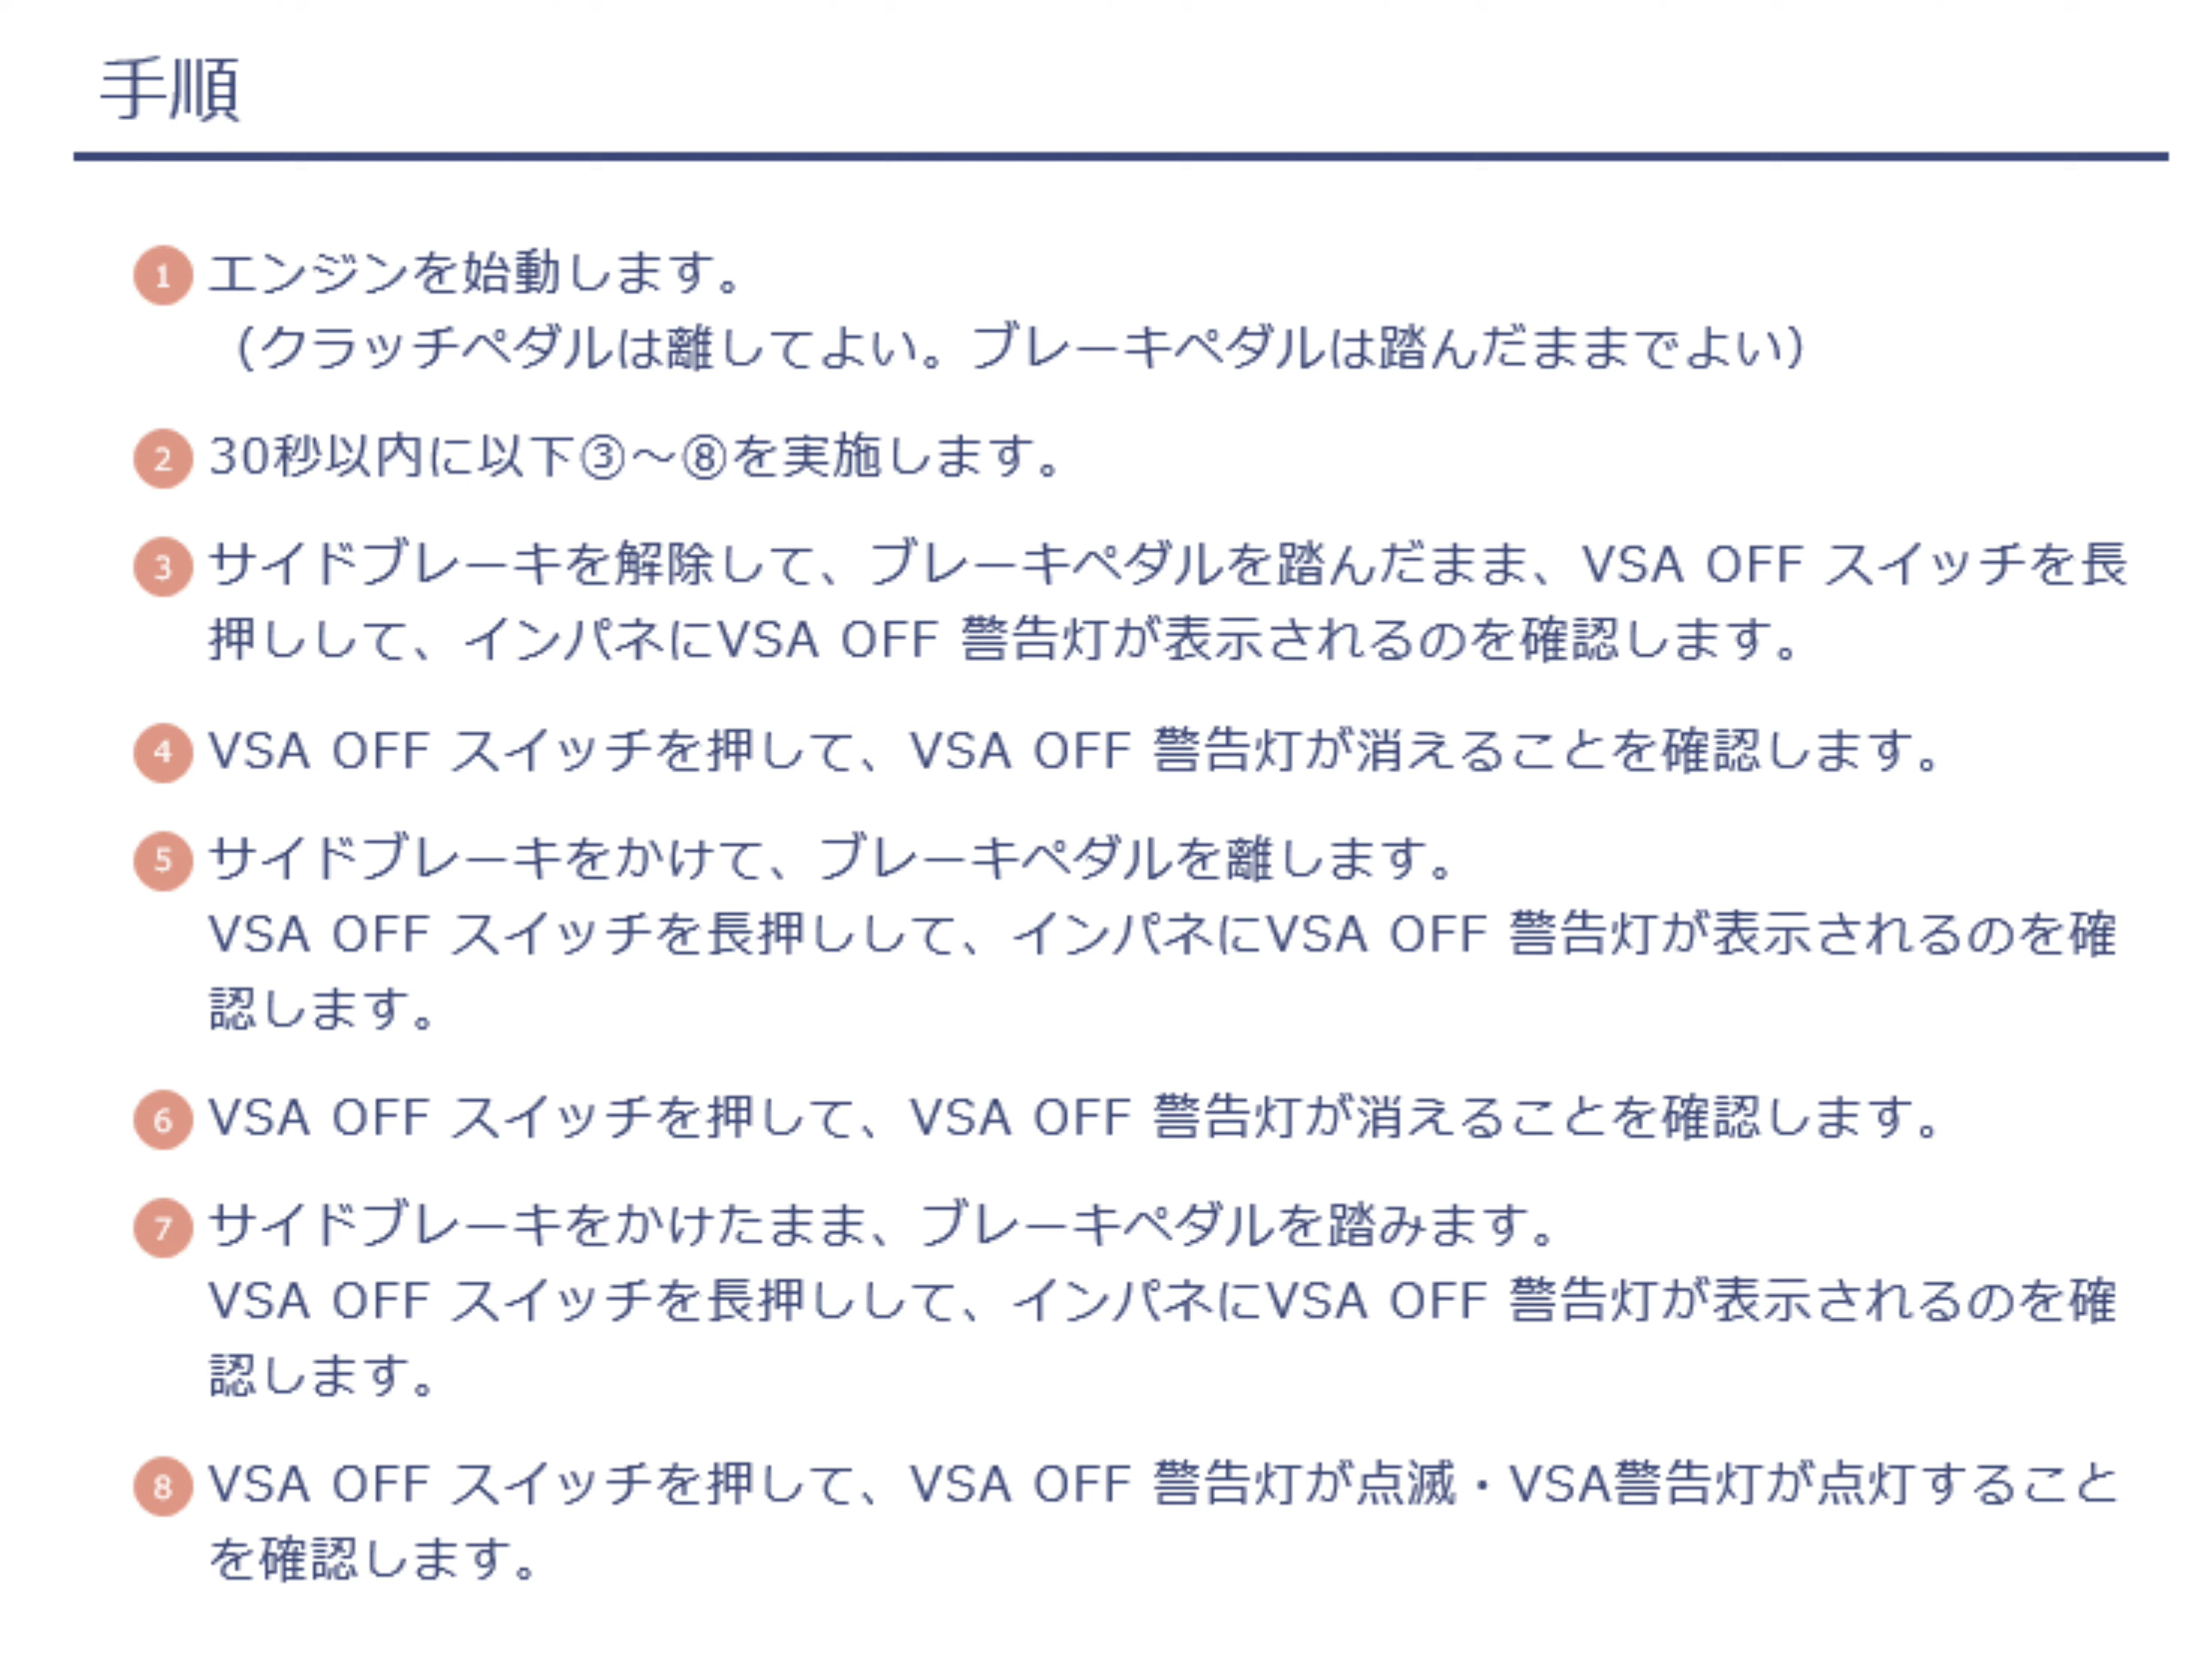 手順
1 エンジンを始動します。
(クラッチペダルは離してよい。ブレーキペダルは踏んだままでよい)
2 30秒以内に以下③～⑧を実施します。
3 サイドブレーキを解除して、ブレーキペダルを踏んだまま、VSA OFF スイッチを長
押しして、インパネにVSA OFF 警告灯が表示されるのを確認します。
4 VSA OFF スイッチを押して、VSA OFF 警告灯が消えることを確認します。
5 サイドブレーキをかけて、ブレーキペダルを離します。
VSA OFF スイッチを長押しして、インパネにVSA OFF 警告灯が表示されるのを確
認します。
6 VSA OFF スイッチを押して、VSA OFF 警告灯が消えることを確認します。
7 サイドブレーキをかけたまま、ブレーキペダルを踏みます。
VSA OFF スイッチを長押しして、インパネにVSA OFF 警告灯が表示されるのを確
認します。
8 VSA OFF スイッチを押して、VSA OFF 警告灯が点滅・VSA警告灯が点灯すること
を確認します。